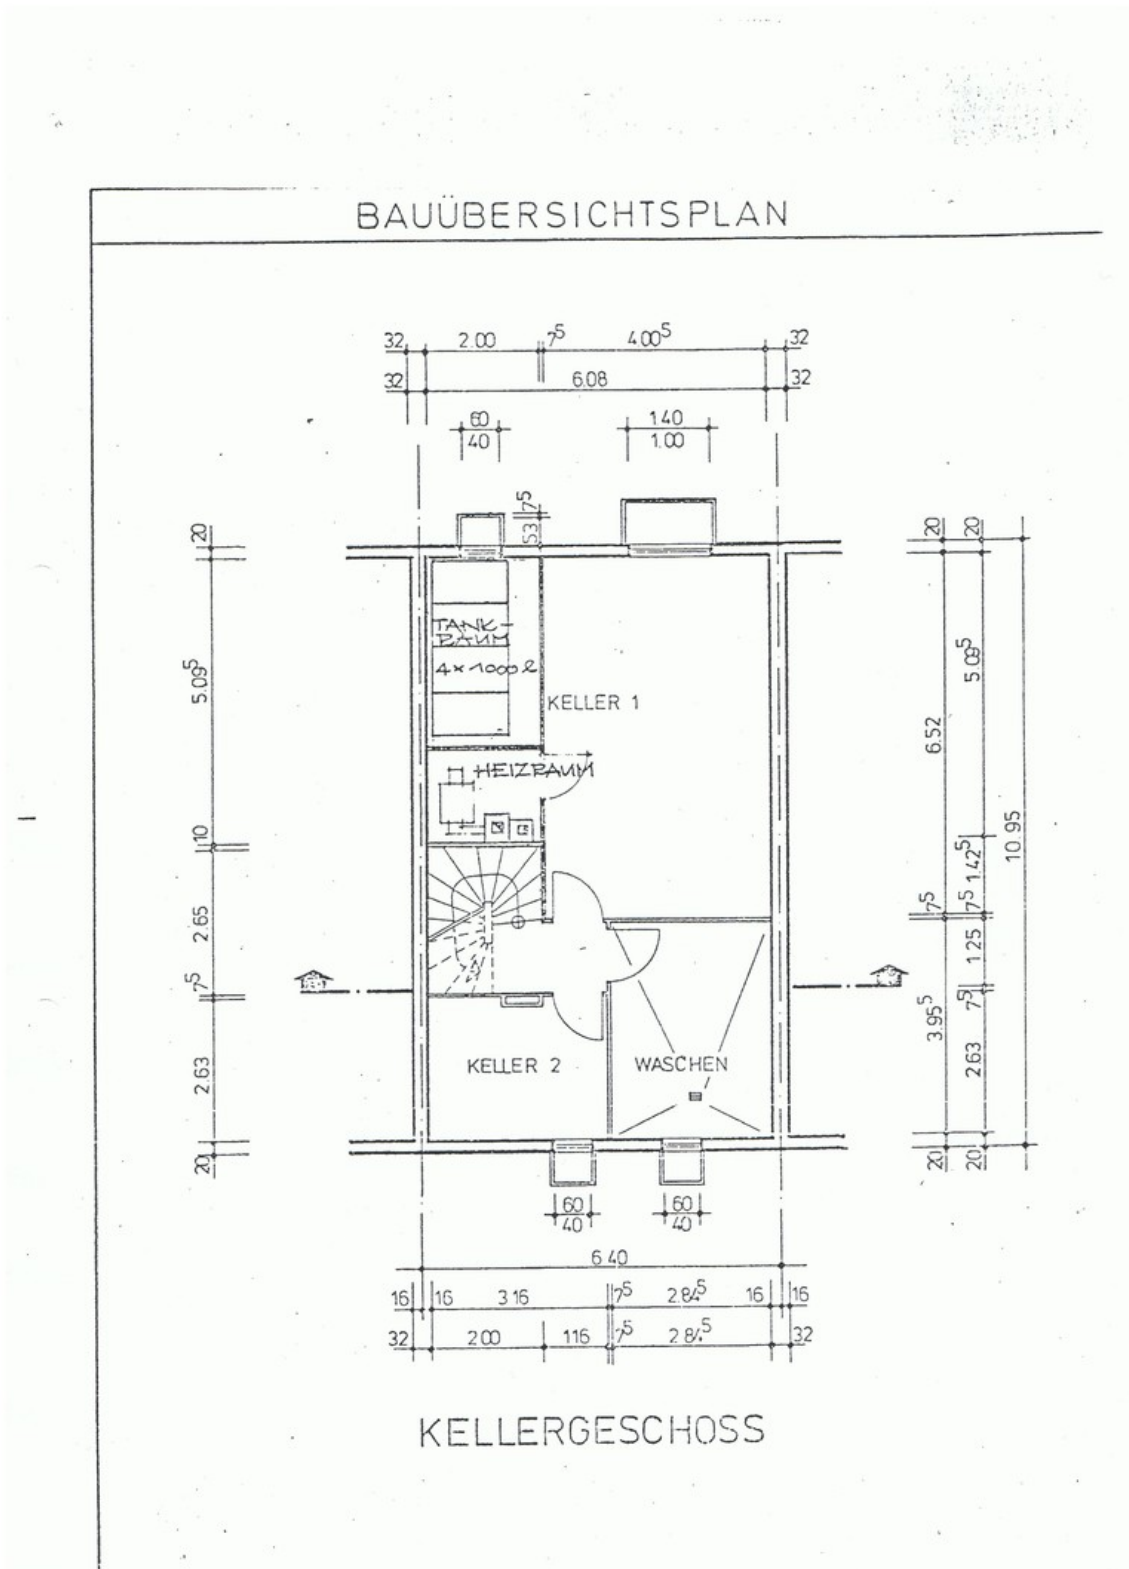 BAUÜBERSICHTSPLAN
32 2.00 7⁵ 4.00⁵ 32
32 6.08 32
60 1.40
40 1.00
7⁵
53
20
5.09⁵
10
2.65
7⁵
2.63
20
TANK-
RAUM
4 x 1000 l
KELLER 1
HEIZRAUM
KELLER 2
WASCHEN
20 20
5.09⁵
6.52
10.95
1.42⁵
7⁵ 7⁵
1.25
7⁵
3.95⁵
2.63
20 20
60 60
40 40
6.40
16 16 3.16 7⁵ 2.84⁵ 16 16
32 2.00 1.16 7⁵ 2.84⁵ 32
KELLERGESCHOSS